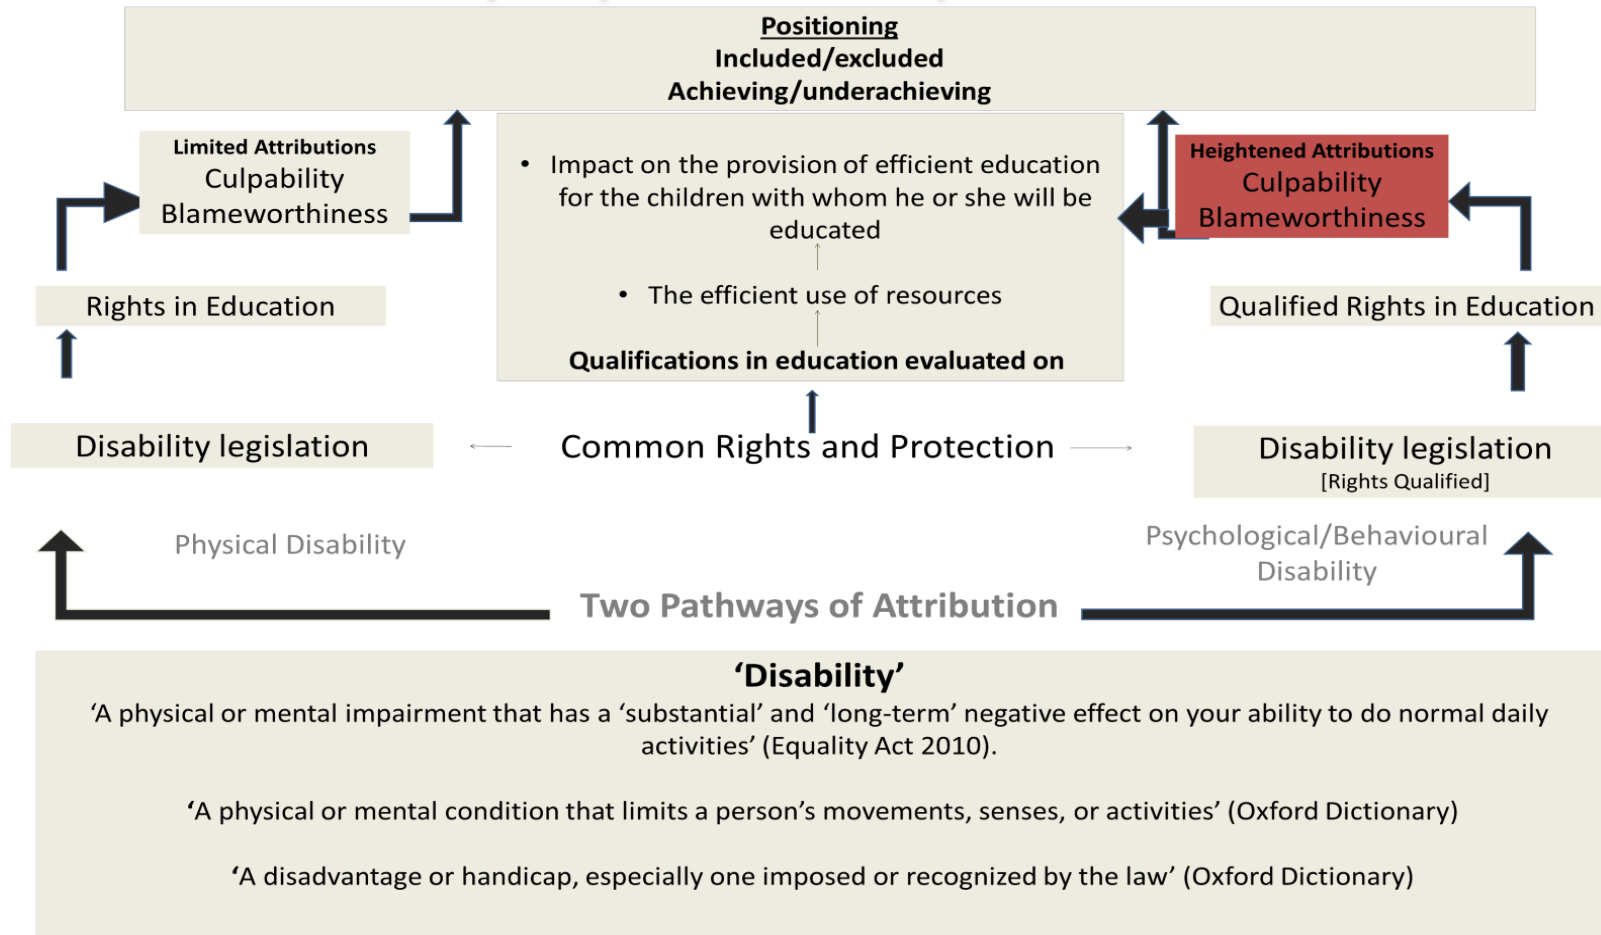 Positioning
Included/excluded
Achieving/underachieving
Limited Attributions
Culpability
Blameworthiness
• Impact on the provision of efficient education
for the children with whom he or she will be
educated
• The efficient use of resources
Qualifications in education evaluated on
Heightened Attributions
Culpability
Blameworthiness
Rights in Education
Qualified Rights in Education
Disability legislation
Common Rights and Protection
Disability legislation
[Rights Qualified]
Physical Disability
Psychological/Behavioural
Disability
Two Pathways of Attribution
‘Disability’
‘A physical or mental impairment that has a ‘substantial’ and ‘long-term’ negative effect on your ability to do normal daily
activities’ (Equality Act 2010).
‘A physical or mental condition that limits a person’s movements, senses, or activities’ (Oxford Dictionary)
‘A disadvantage or handicap, especially one imposed or recognized by the law’ (Oxford Dictionary)